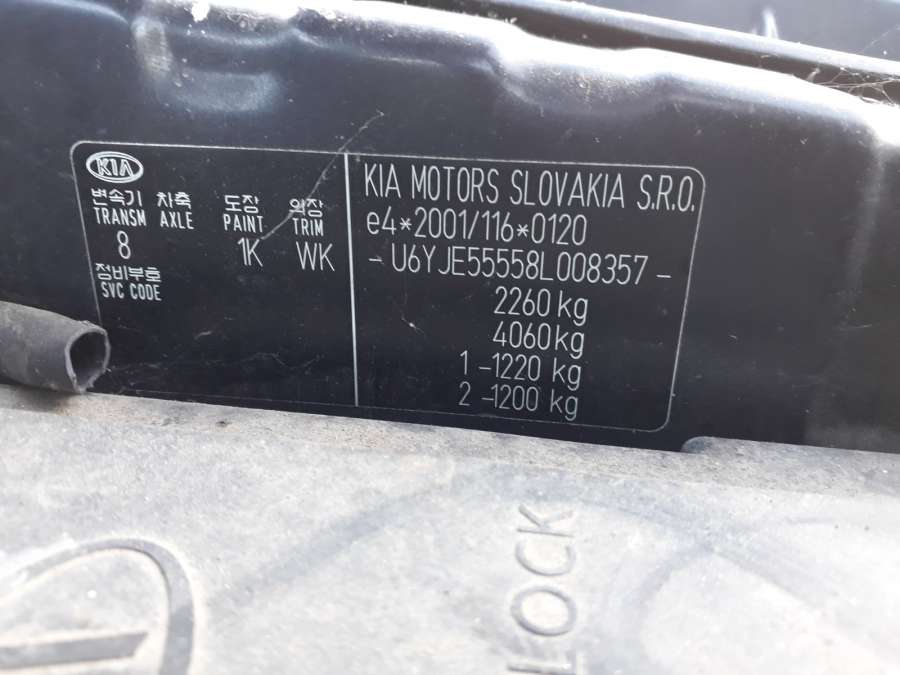 KIA
변속기 차축 도장 익장
TRANSM AXLE PAINT TRIM
8 1K WK
정비부호
SVC CODE
KIA MOTORS SLOVAKIA S.R.O.
e4*2001/116*0120
- U6YJE55558L008357 -
2260 kg
4060 kg
1 -1220 kg
2 -1200 kg
LOCK